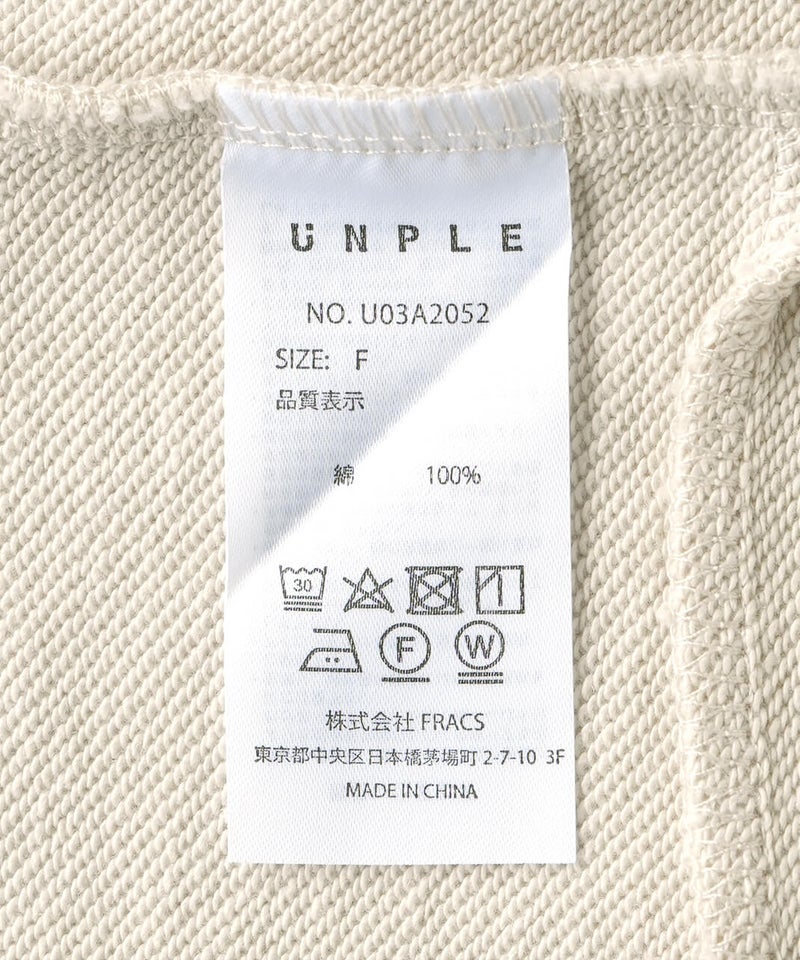 UNPLE
NO. U03A2052
SIZE: F
品質表示
綿 100%
30
F W
株式会社 FRACS
東京都中央区日本橋茅場町 2-7-10 3F
MADE IN CHINA